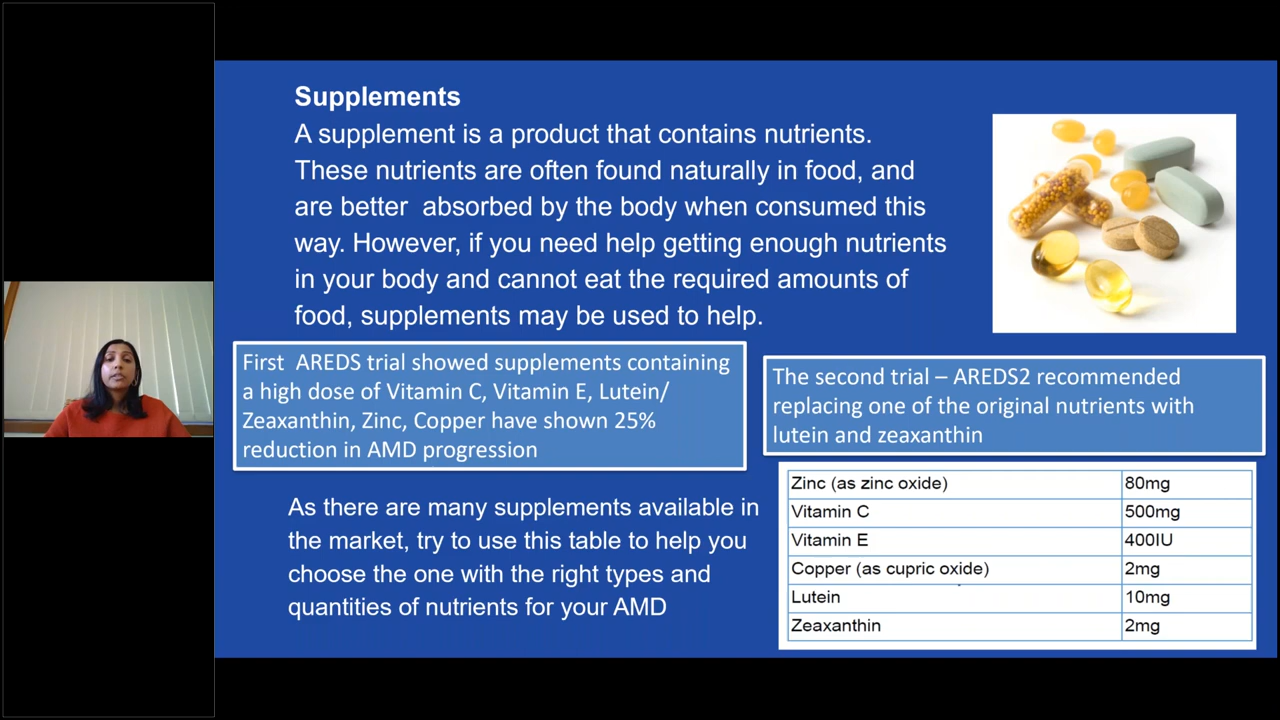 Supplements
A supplement is a product that contains nutrients.
These nutrients are often found naturally in food, and
are better  absorbed by the body when consumed this
way. However, if you need help getting enough nutrients
in your body and cannot eat the required amounts of
food, supplements may be used to help.
First  AREDS trial showed supplements containing
a high dose of Vitamin C, Vitamin E, Lutein/
Zeaxanthin, Zinc, Copper have shown 25%
reduction in AMD progression
The second trial – AREDS2 recommended
replacing one of the original nutrients with
lutein and zeaxanthin
As there are many supplements available in
the market, try to use this table to help you
choose the one with the right types and
quantities of nutrients for your AMD
Zinc (as zinc oxide) 80mg
Vitamin C 500mg
Vitamin E 400IU
Copper (as cupric oxide) 2mg
Lutein 10mg
Zeaxanthin 2mg